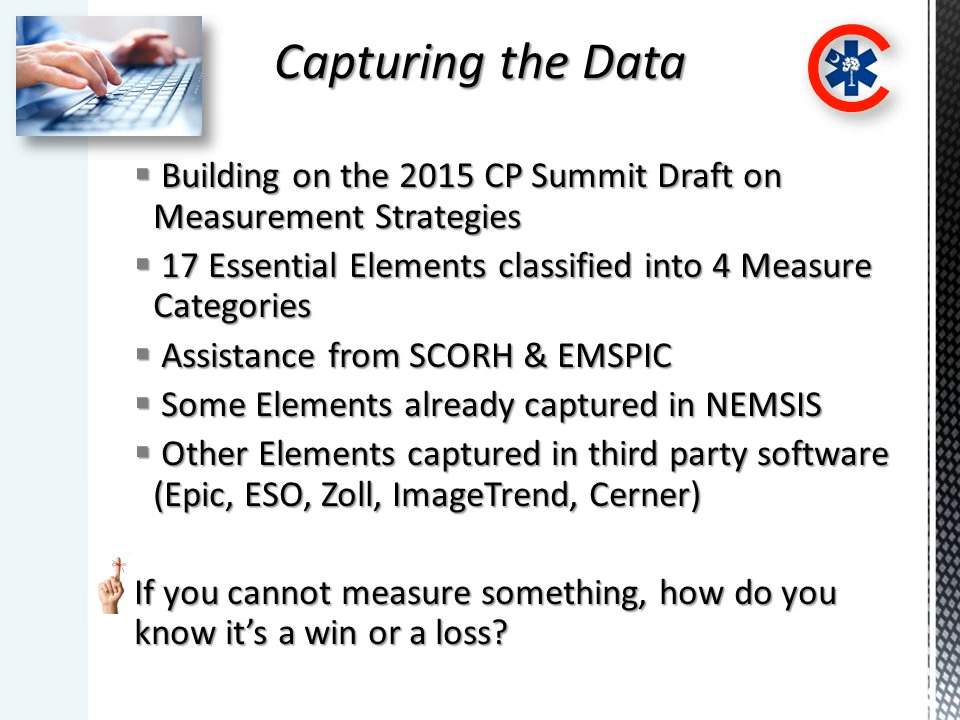 Capturing the Data
▪ Building on the 2015 CP Summit Draft on
Measurement Strategies
▪ 17 Essential Elements classified into 4 Measure
Categories
▪ Assistance from SCORH & EMSPIC
▪ Some Elements already captured in NEMSIS
▪ Other Elements captured in third party software
(Epic, ESO, Zoll, ImageTrend, Cerner)
If you cannot measure something, how do you
know it’s a win or a loss?